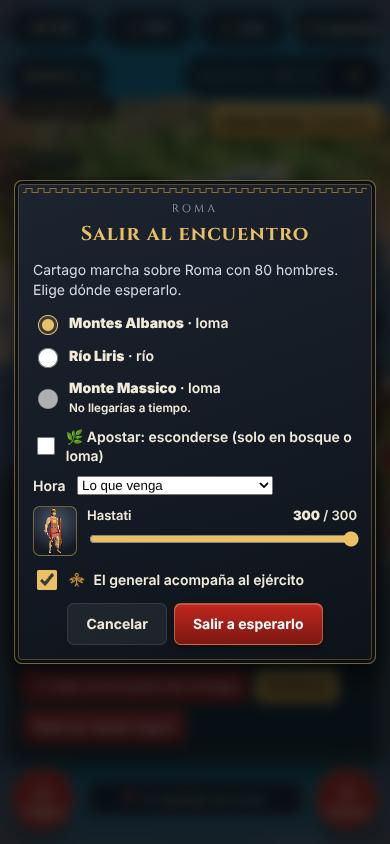 ROMA
SALIR AL ENCUENTRO
Cartago marcha sobre Roma con 80 hombres.
Elige dónde esperarlo.
Montes Albanos · loma
Río Liris · río
Monte Massico · loma
No llegarías a tiempo.
🌿 Apostar: esconderse (solo en bosque o
loma)
Hora Lo que venga
Hastati 300 / 300
El general acompaña al ejército
Cancelar Salir a esperarlo